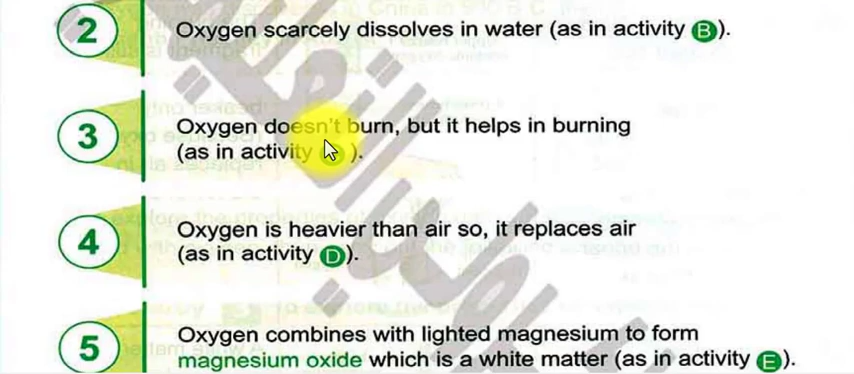 2
Oxygen scarcely dissolves in water (as in activity B).
3
Oxygen doesn't burn, but it helps in burning
(as in activity ).
4
Oxygen is heavier than air so, it replaces air
(as in activity D).
5
Oxygen combines with lighted magnesium to form
magnesium oxide which is a white matter (as in activity E).